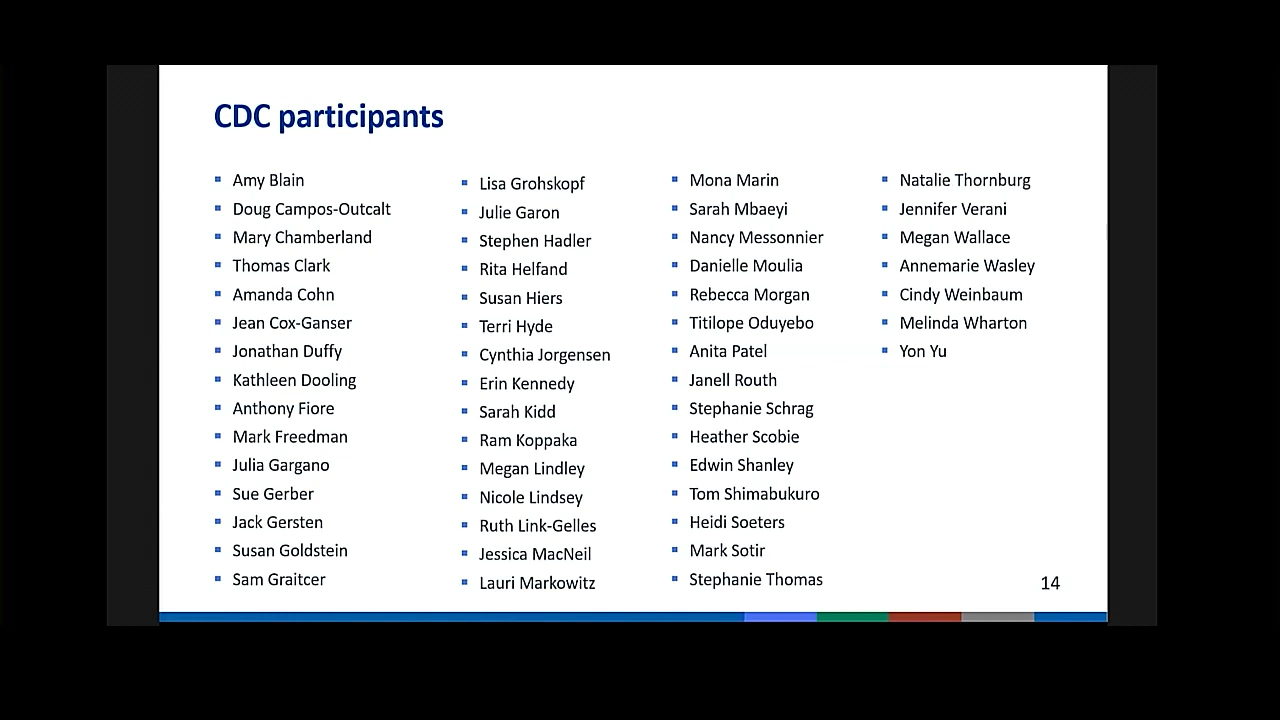 CDC participants
Amy Blain
Doug Campos-Outcalt
Mary Chamberland
Thomas Clark
Amanda Cohn
Jean Cox-Ganser
Jonathan Duffy
Kathleen Dooling
Anthony Fiore
Mark Freedman
Julia Gargano
Sue Gerber
Jack Gersten
Susan Goldstein
Sam Graitcer
Lisa Grohskopf
Julie Garon
Stephen Hadler
Rita Helfand
Susan Hiers
Terri Hyde
Cynthia Jorgensen
Erin Kennedy
Sarah Kidd
Ram Koppaka
Megan Lindley
Nicole Lindsey
Ruth Link-Gelles
Jessica MacNeil
Lauri Markowitz
Mona Marin
Sarah Mbaeyi
Nancy Messonnier
Danielle Moulia
Rebecca Morgan
Titilope Oduyebo
Anita Patel
Janell Routh
Stephanie Schrag
Heather Scobie
Edwin Shanley
Tom Shimabukuro
Heidi Soeters
Mark Sotir
Stephanie Thomas
Natalie Thornburg
Jennifer Verani
Megan Wallace
Annemarie Wasley
Cindy Weinbaum
Melinda Wharton
Yon Yu
14